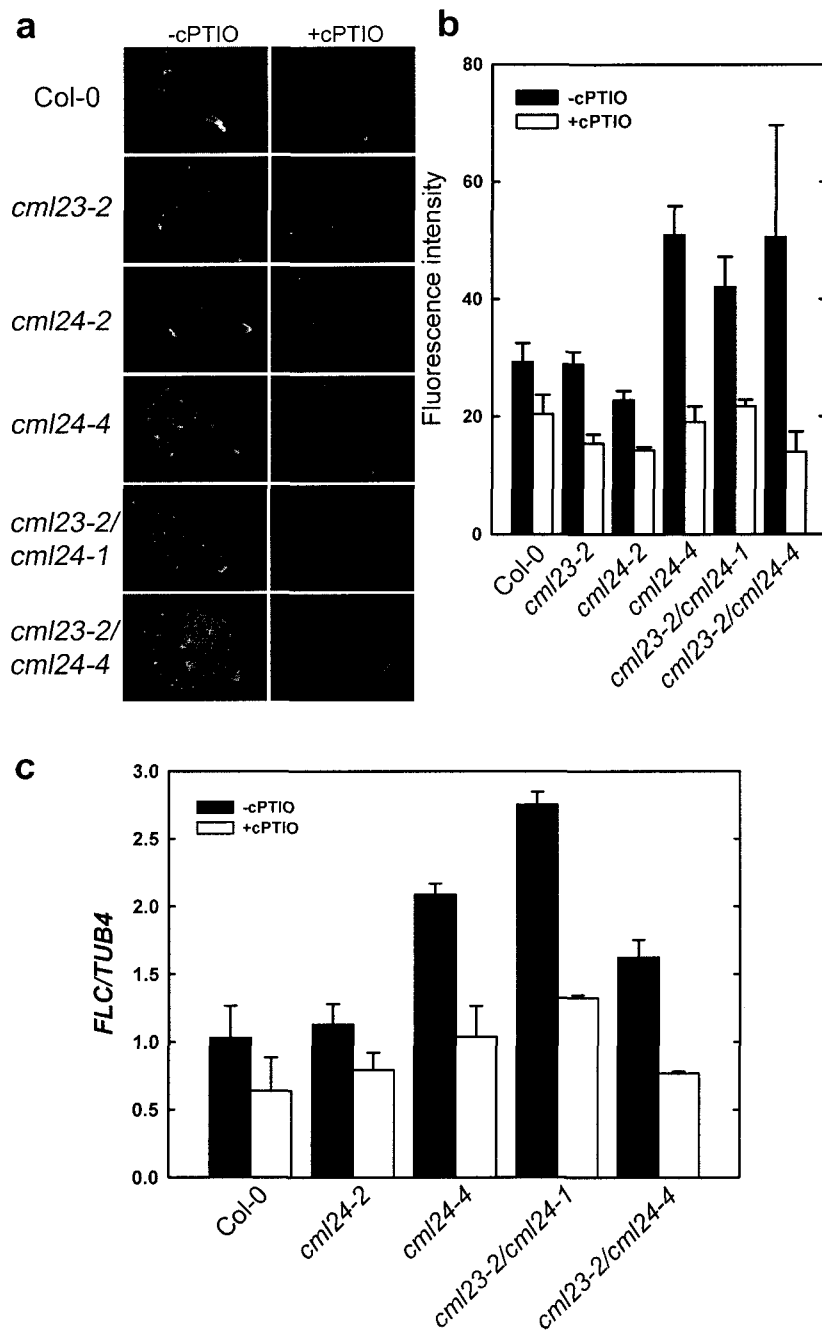 a
-cPTIO +cPTIO
Col-0
cml23-2
cml24-2
cml24-4
cml23-2/
cml24-1
cml23-2/
cml24-4
b
80
60
40
20
0
Fluorescence intensity
-cPTIO
+cPTIO
Col-0
cml23-2
cml24-2
cml24-4
cml23-2/cml24-1
cml23-2/cml24-4
c
3.0
2.5
2.0
1.5
1.0
0.5
0.0
FLC/TUB4
-cPTIO
+cPTIO
Col-0
cml24-2
cml24-4
cml23-2/cml24-1
cml23-2/cml24-4